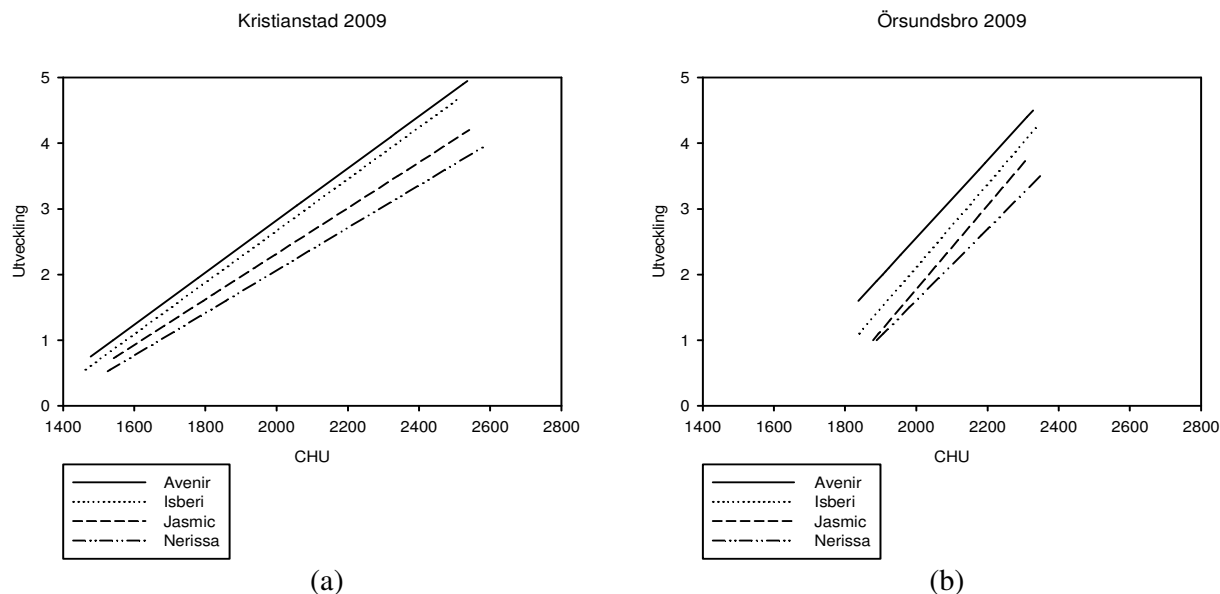 Kristianstad 2009
Utveckling
5
4
3
2
1
0
1400 1600 1800 2000 2200 2400 2600 2800
CHU
Avenir
Isberi
Jasmic
Nerissa
(a)
Örsundsbro 2009
Utveckling
5
4
3
2
1
0
1400 1600 1800 2000 2200 2400 2600 2800
CHU
Avenir
Isberi
Jasmic
Nerissa
(b)